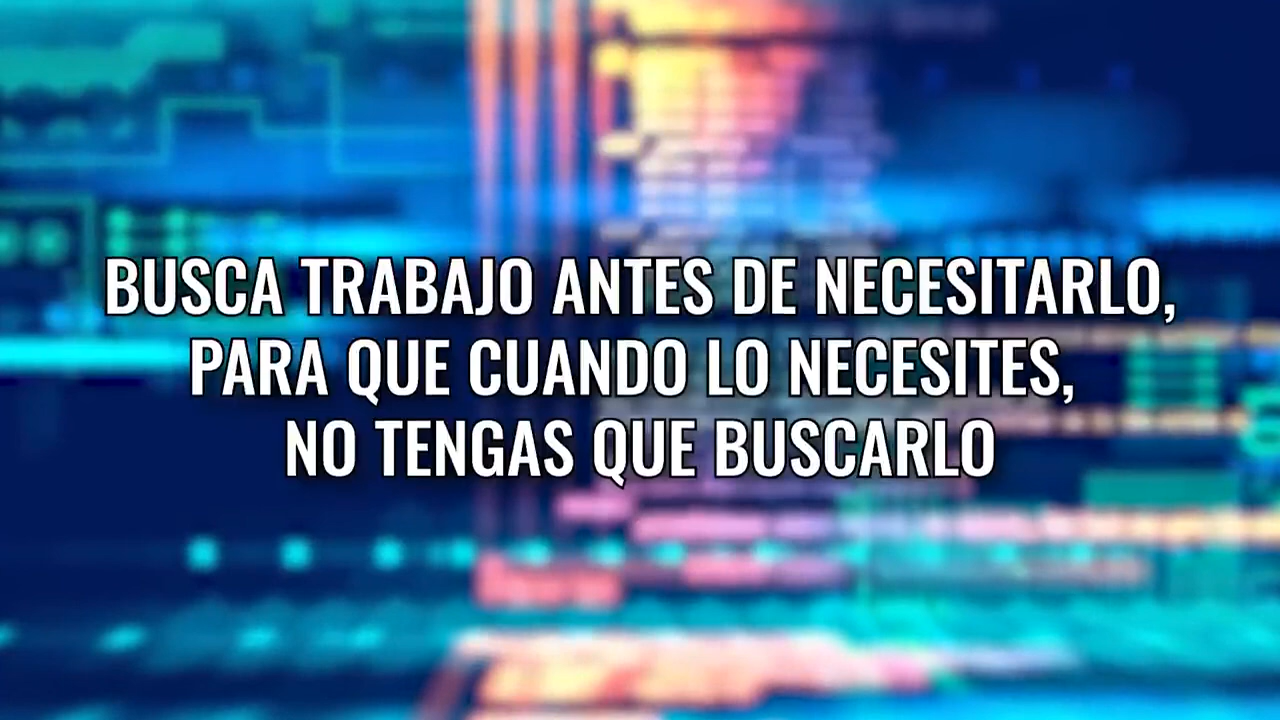 BUSCA TRABAJO ANTES DE NECESITARLO,
PARA QUE CUANDO LO NECESITES,
NO TENGAS QUE BUSCARLO